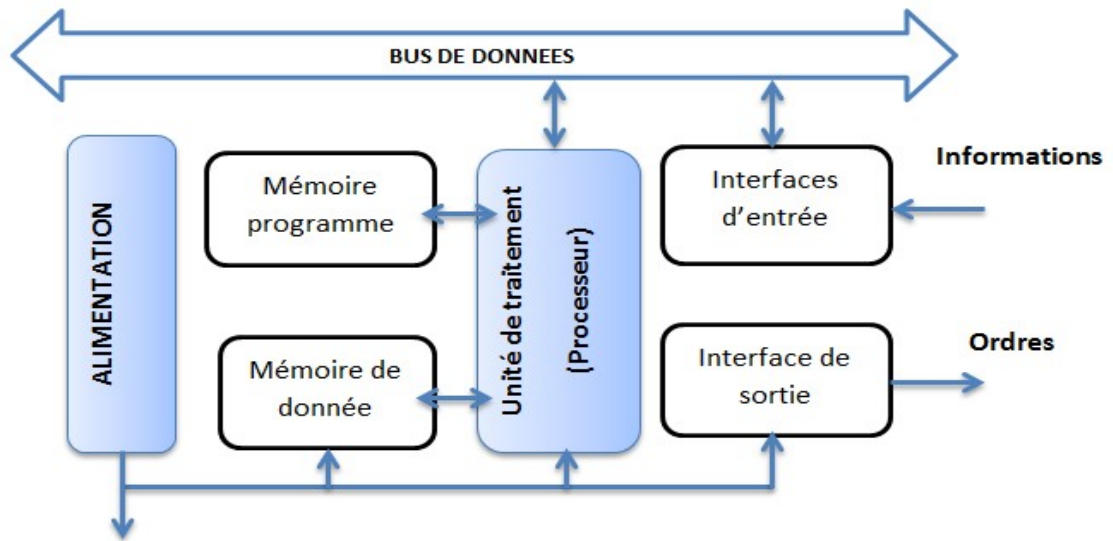 BUS DE DONNEES
ALIMENTATION
Mémoire
programme
Mémoire de
donnée
Unité de traîtement
(Processeur)
Interfaces
d'entrée
Informations
Interface de
sortie
Ordres